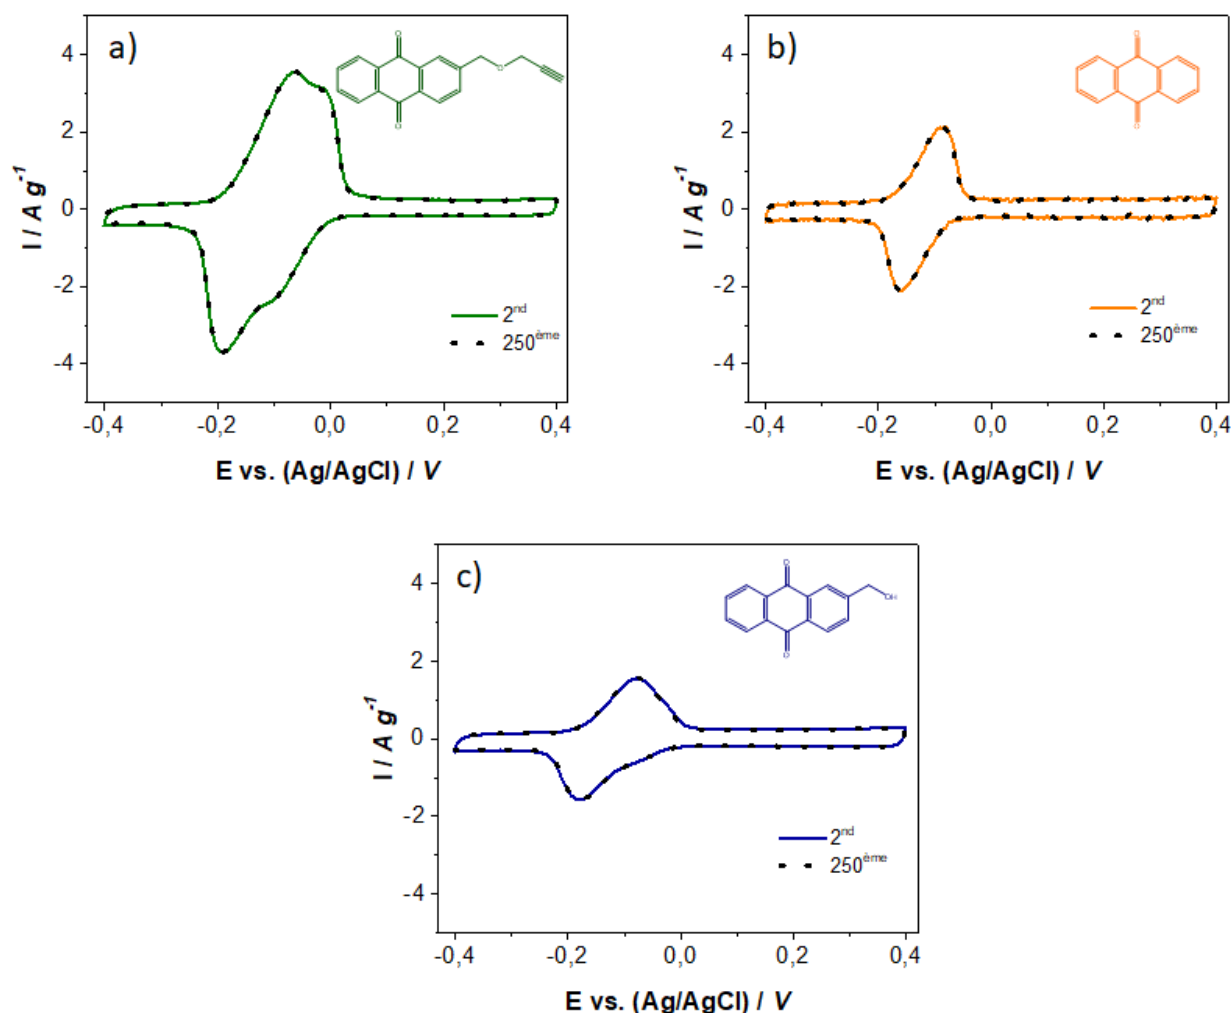 a)
4
2
0
-2
-4
I / A g⁻¹
2ⁿᵈ
250ᵉ̀ᵐᵉ
-0,4 -0,2 0,0 0,2 0,4
E vs. (Ag/AgCl) / V
O
O
O
b)
4
2
0
-2
-4
I / A g⁻¹
2ⁿᵈ
250ᵉ̀ᵐᵉ
-0,4 -0,2 0,0 0,2 0,4
E vs. (Ag/AgCl) / V
O
O
c)
4
2
0
-2
-4
I / A g⁻¹
2ⁿᵈ
250ᵉ̀ᵐᵉ
-0,4 -0,2 0,0 0,2 0,4
E vs. (Ag/AgCl) / V
O
OH
O